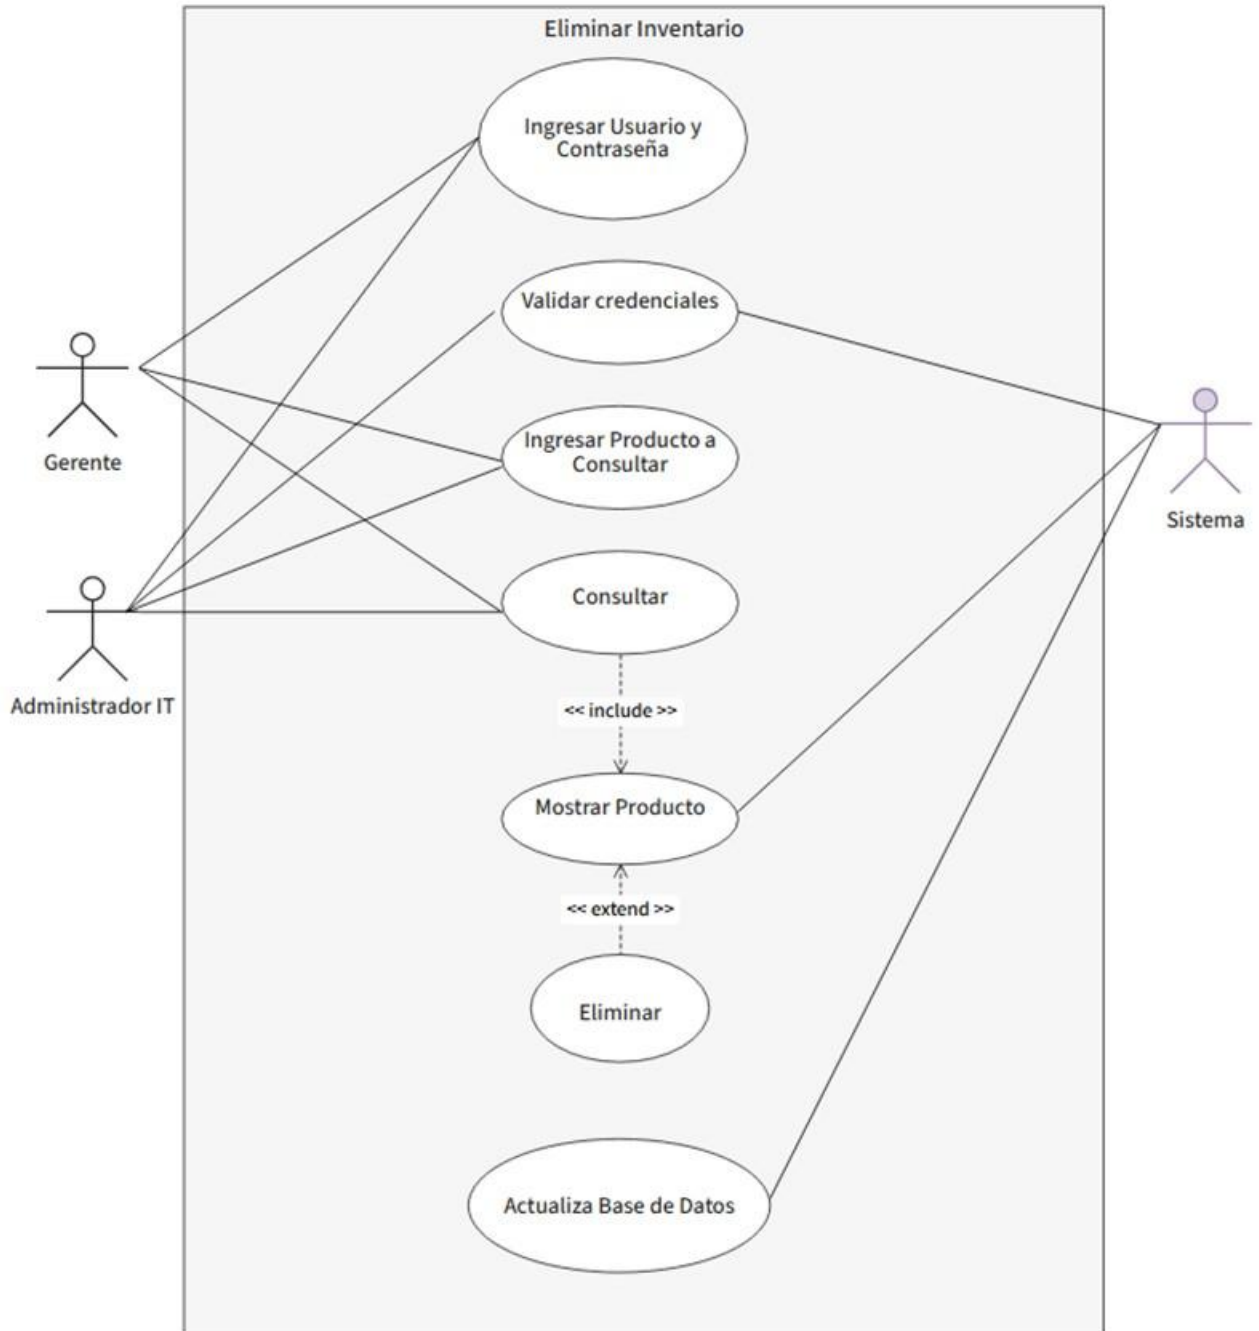 Eliminar Inventario
Ingresar Usuario y
Contraseña
Validar credenciales
Gerente
Ingresar Producto a
Consultar
Sistema
Consultar
Administrador IT
<< include >>
Mostrar Producto
<< extend >>
Eliminar
Actualiza Base de Datos